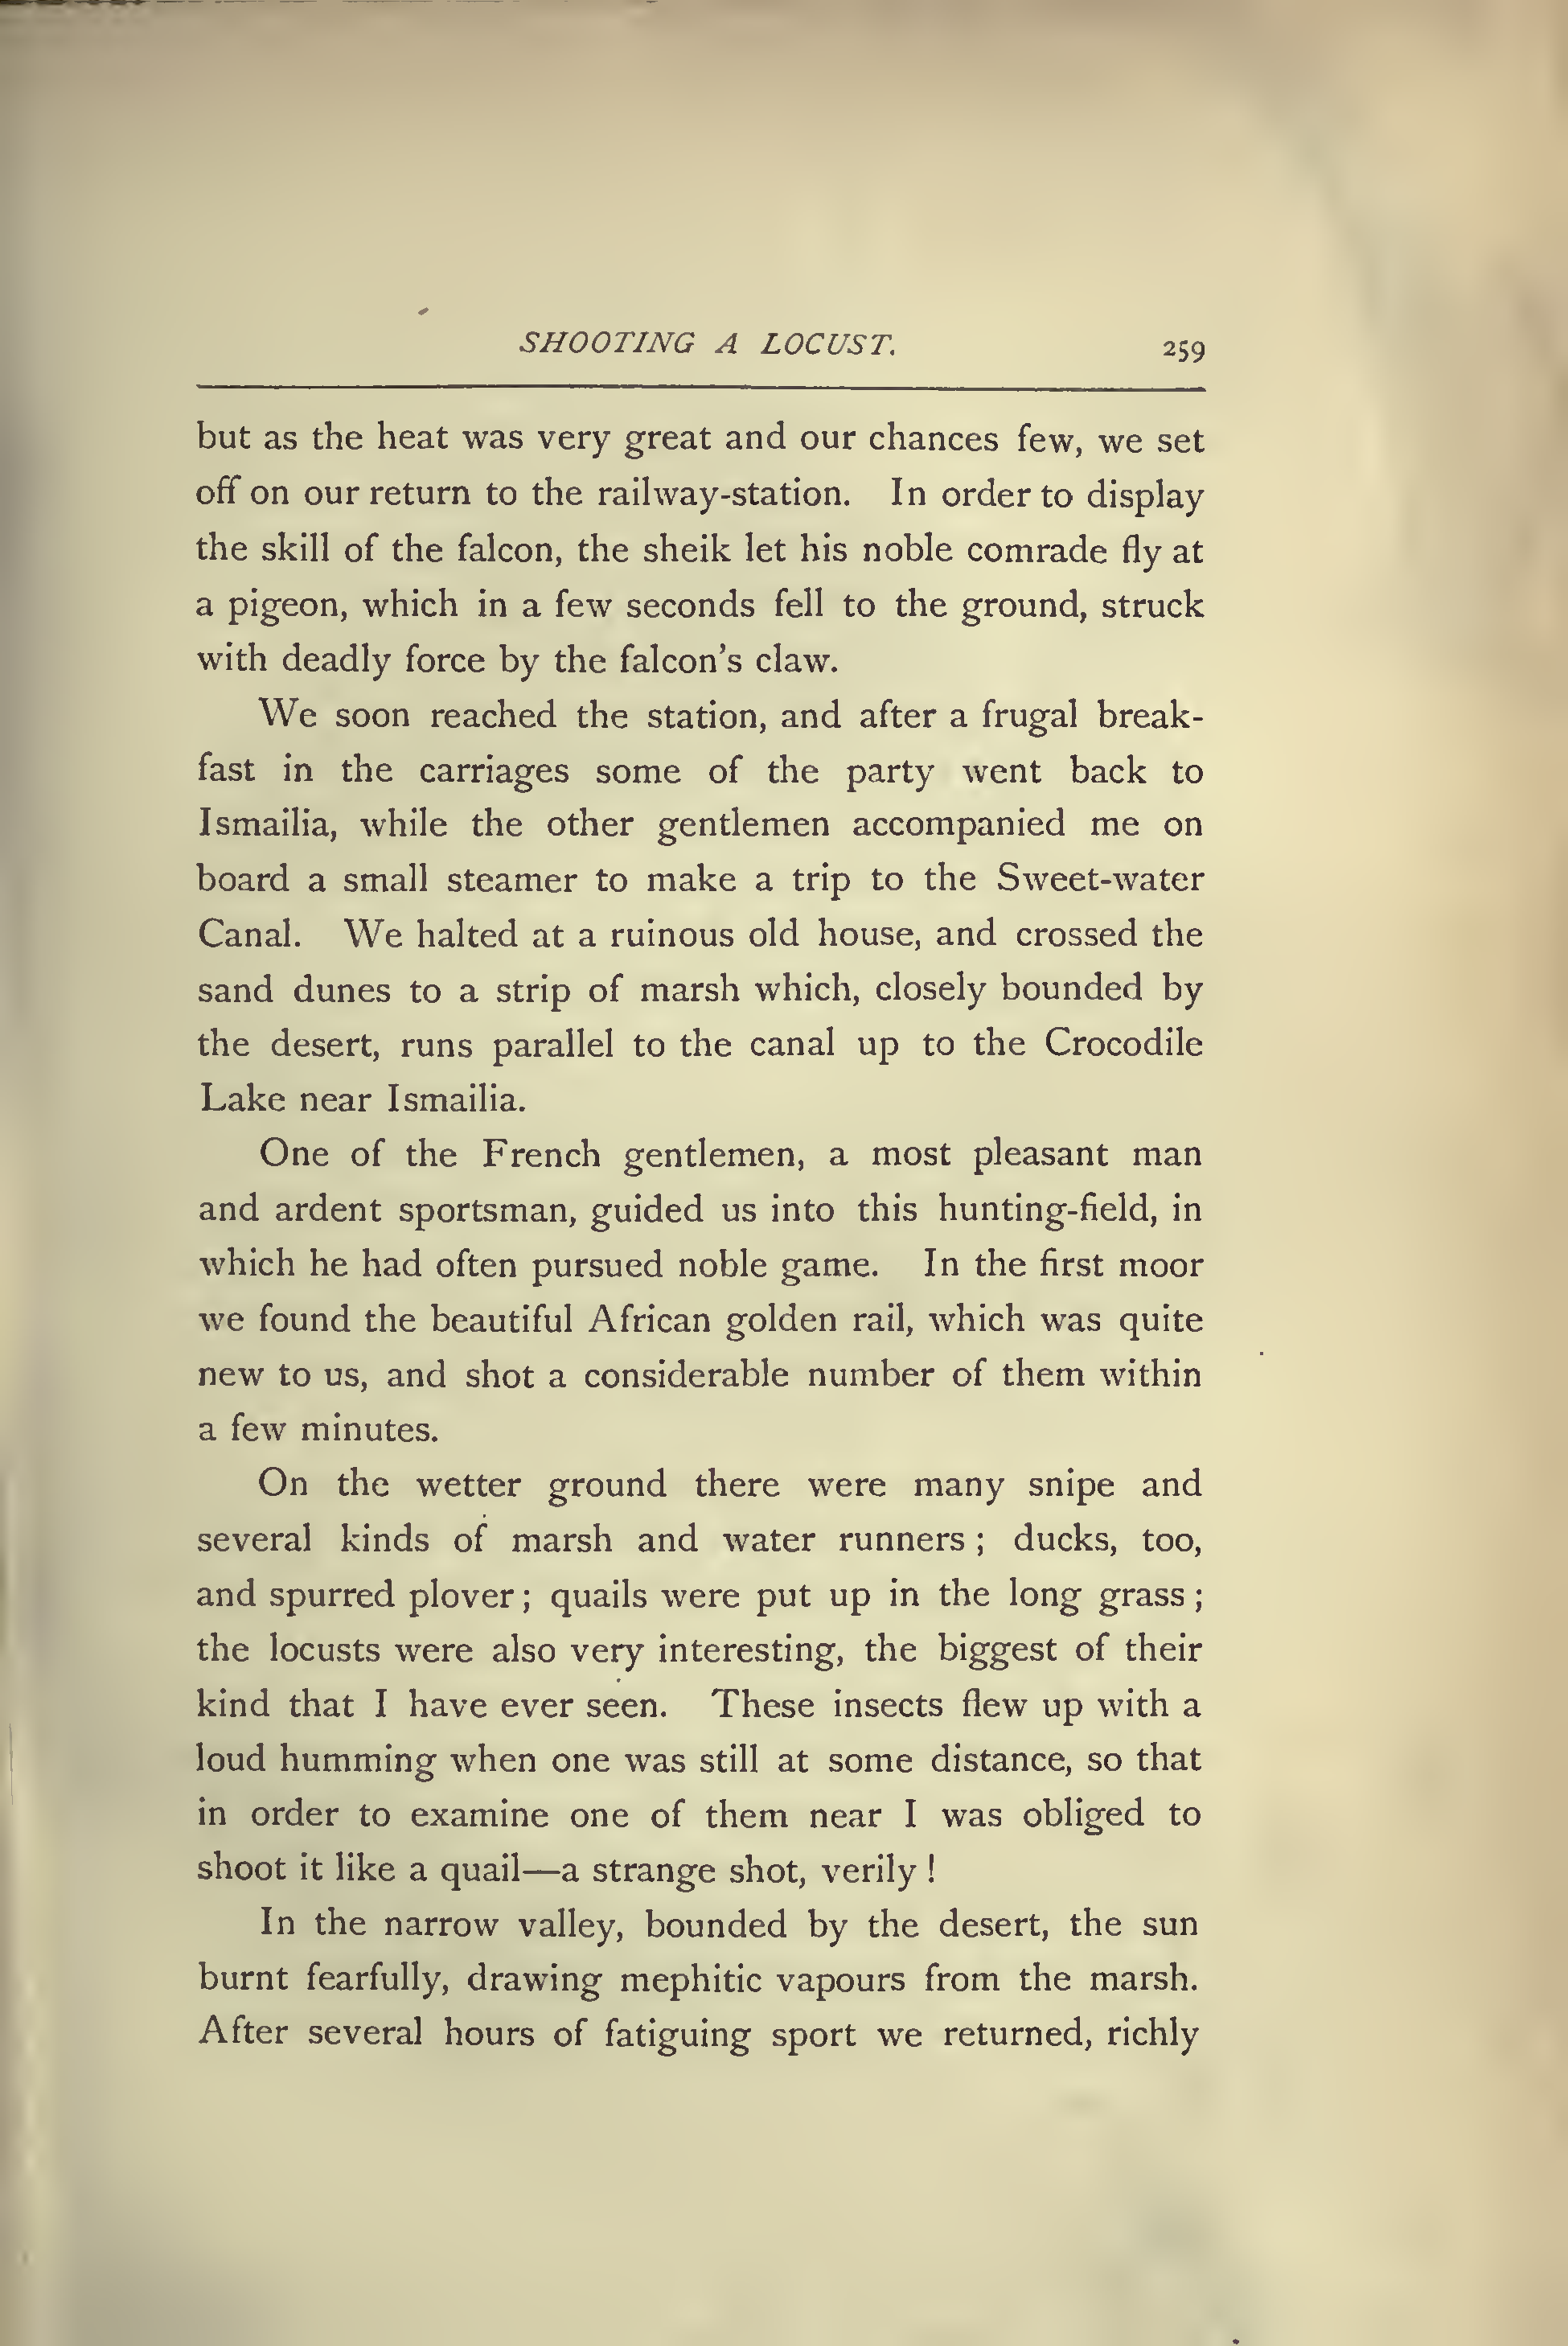 SHOOTING A LOCUST. 259
but as the heat was very great and our chances few, we set
off on our return to the railway-station. In order to display
the skill of the falcon, the sheik let his noble comrade fly at
a pigeon, which in a few seconds fell to the ground, struck
with deadly force by the falcon's claw.
We soon reached the station, and after a frugal break-
fast in the carriages some of the party went back to
Ismailia, while the other gentlemen accompanied me on
board a small steamer to make a trip to the Sweet-water
Canal. We halted at a ruinous old house, and crossed the
sand dunes to a strip of marsh which, closely bounded by
the desert, runs parallel to the canal up to the Crocodile
Lake near Ismailia.
One of the French gentlemen, a most pleasant man
and ardent sportsman, guided us into this hunting-field, in
which he had often pursued noble game. In the first moor
we found the beautiful African golden rail, which was quite
new to us, and shot a considerable number of them within
a few minutes.
On the wetter ground there were many snipe and
several kinds of marsh and water runners ; ducks, too,
and spurred plover ; quails were put up in the long grass ;
the locusts were also very interesting, the biggest of their
kind that I have ever seen. These insects flew up with a
loud humming when one was still at some distance, so that
in order to examine one of them near I was obliged to
shoot it like a quail—a strange shot, verily !
In the narrow valley, bounded by the desert, the sun
burnt fearfully, drawing mephitic vapours from the marsh.
After several hours of fatiguing sport we returned, richly